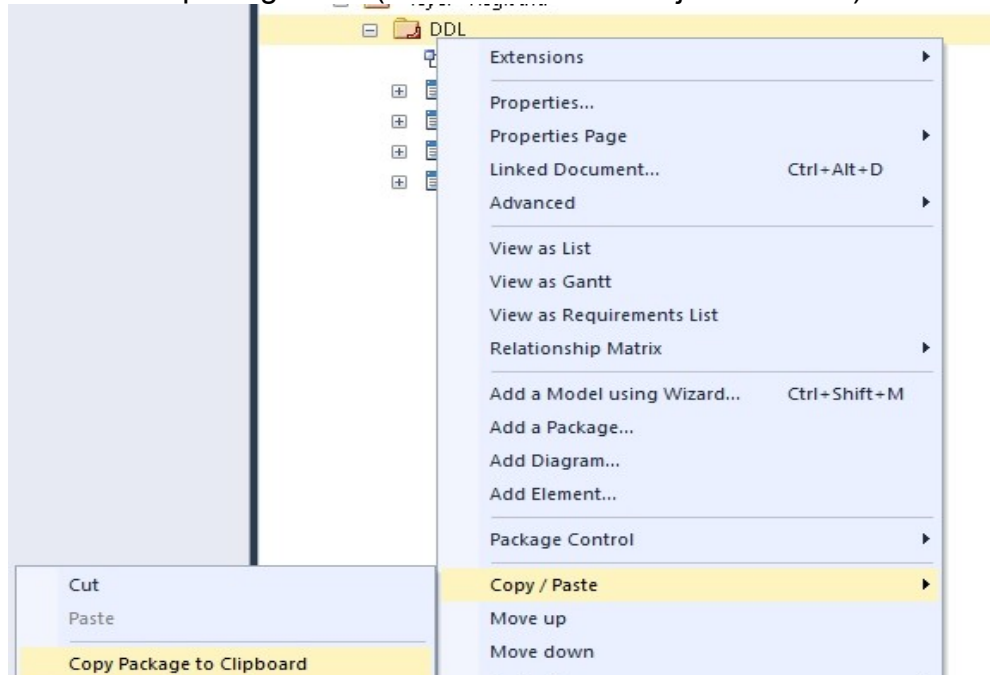 DDL
Extensions
Properties...
Properties Page
Linked Document... Ctrl+Alt+D
Advanced
View as List
View as Gantt
View as Requirements List
Relationship Matrix
Add a Model using Wizard... Ctrl+Shift+M
Add a Package...
Add Diagram...
Add Element...
Package Control
Cut
Copy / Paste
Paste
Move up
Copy Package to Clipboard
Move down